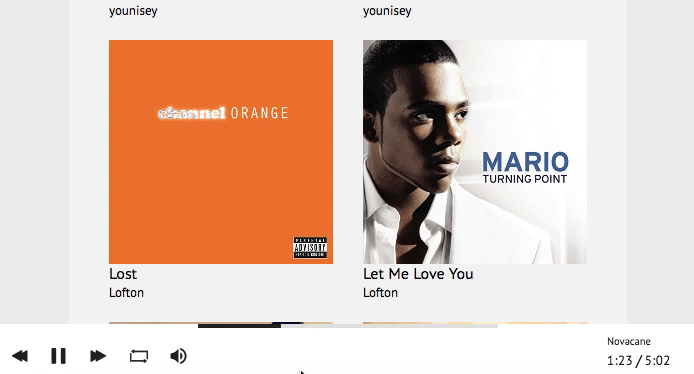 younisey
younisey
channel ORANGE
PARENTAL
ADVISORY
EXPLICIT CONTENT
MARIO
TURNING POINT
Lost
Lofton
Let Me Love You
Lofton
Novacane
1:23 / 5:02